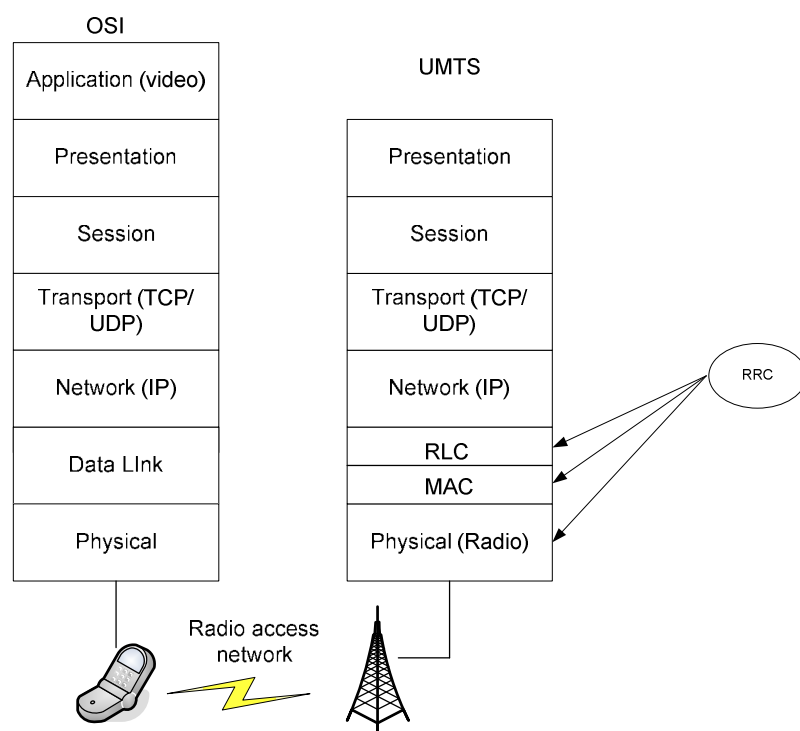 OSI
Application (video)
Presentation
Session
Transport (TCP/
UDP)
Network (IP)
Data LInk
Physical
UMTS
Presentation
Session
Transport (TCP/
UDP)
Network (IP)
RLC
MAC
Physical (Radio)
RRC
Radio access
network